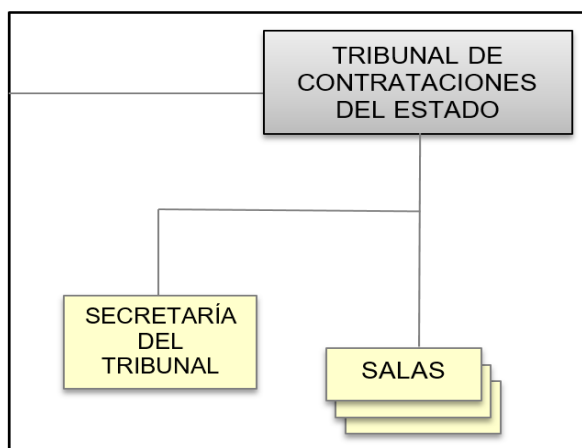 TRIBUNAL DE
CONTRATACIONES
DEL ESTADO
SECRETARÍA
DEL
TRIBUNAL
SALAS